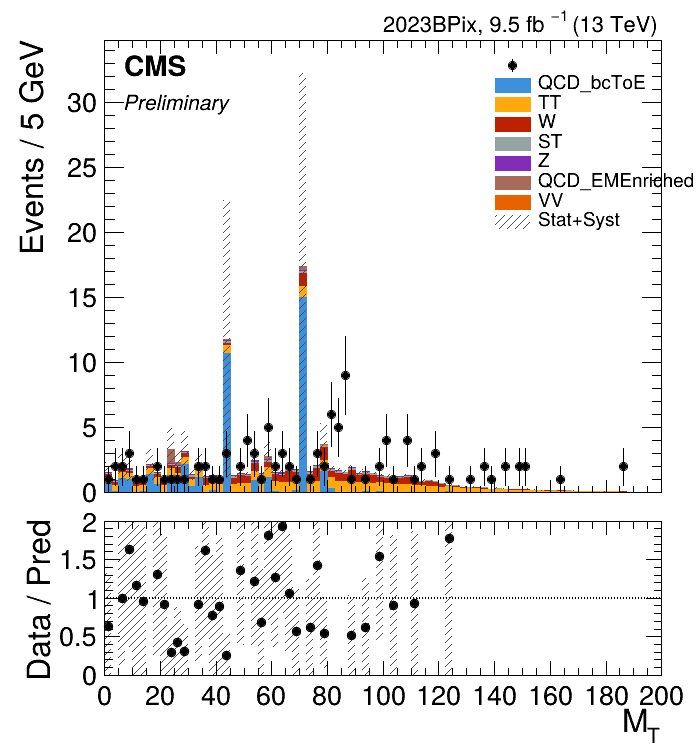 2023BPix, 9.5 fb⁻¹ (13 TeV)
CMS
Preliminary
Events / 5 GeV
30
25
20
15
10
5
0
QCD_bcToE
TT
W
ST
Z
QCD_EMEnriched
VV
Stat+Syst
Data / Pred
2
1.5
1
0.5
0
0 20 40 60 80 100 120 140 160 180 200
M_T